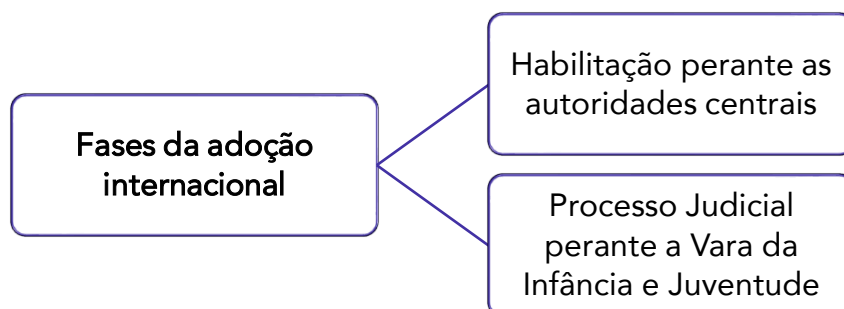 Fases da adoção
internacional
Habilitação perante as
autoridades centrais
Processo Judicial
perante a Vara da
Infância e Juventude